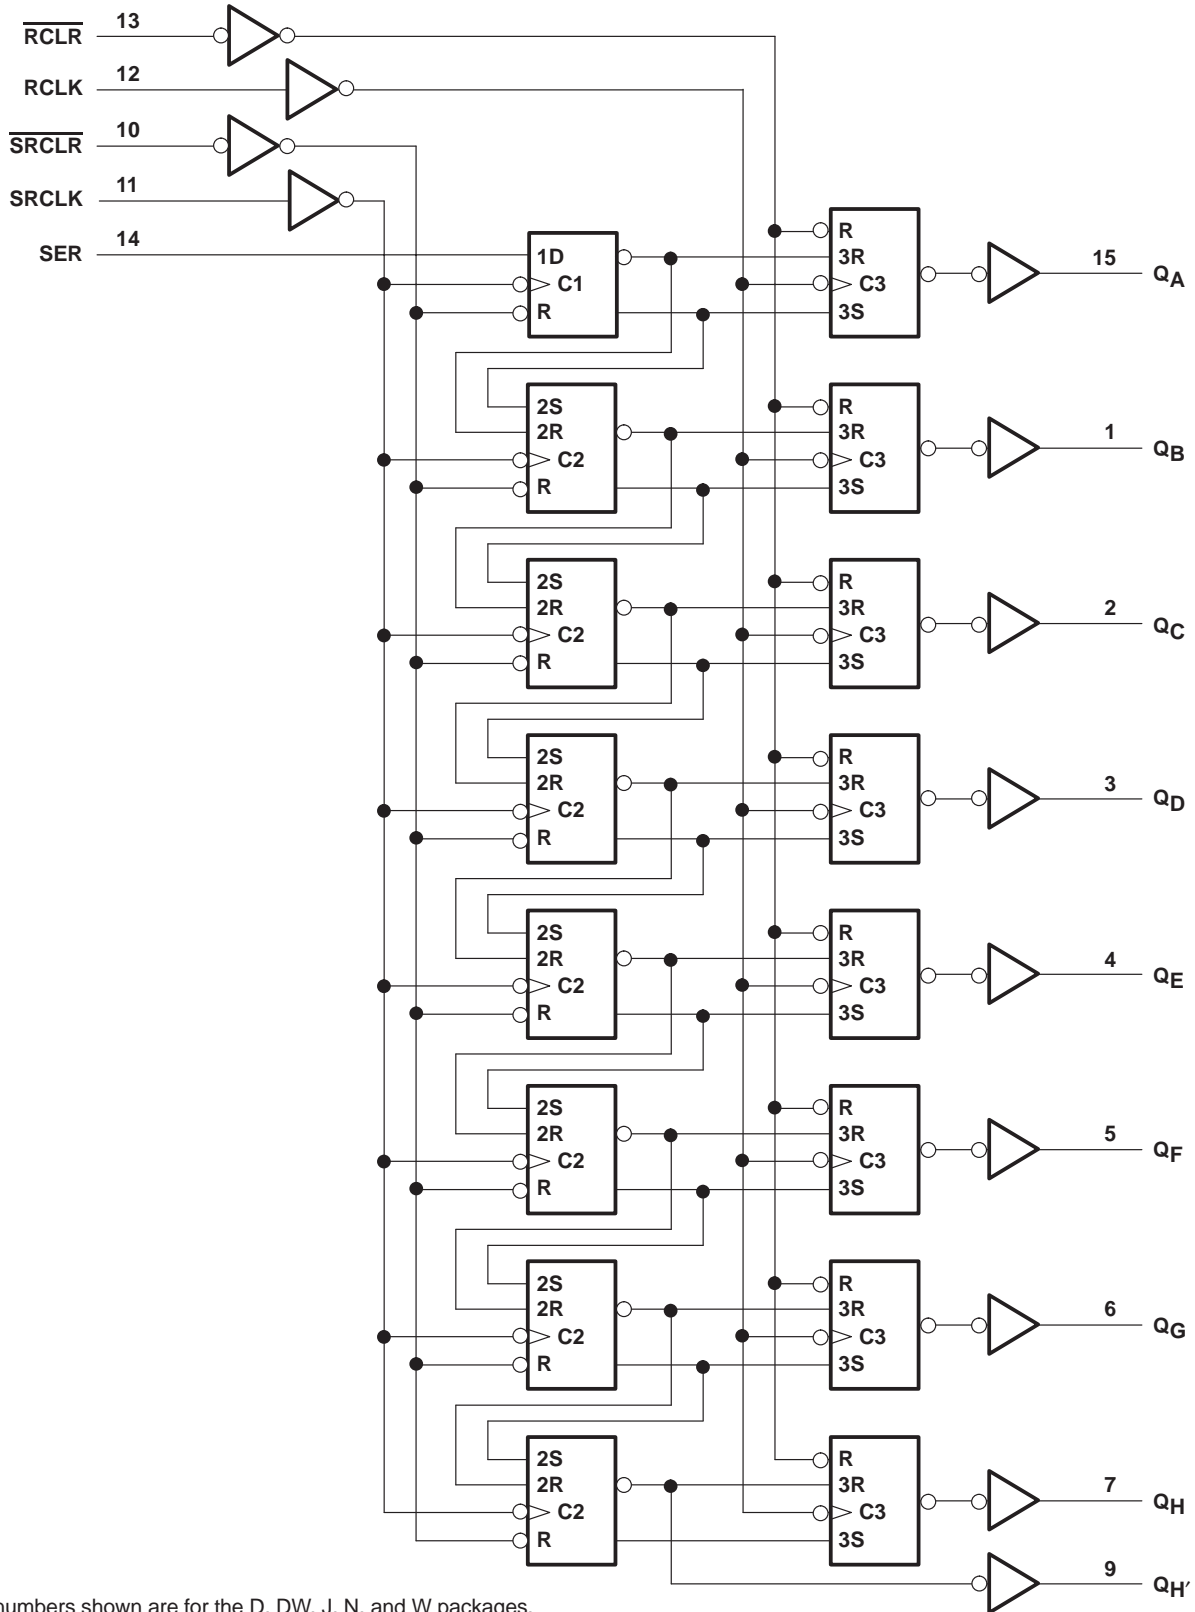 RCLR 13
RCLK 12
SRCLR 10
SRCLK 11
SER 14
1D
C1
R
R
3R
C3
3S
15 QA
2S
2R
C2
R
R
3R
C3
3S
1 QB
2S
2R
C2
R
R
3R
C3
3S
2 QC
2S
2R
C2
R
R
3R
C3
3S
3 QD
2S
2R
C2
R
R
3R
C3
3S
4 QE
2S
2R
C2
R
R
3R
C3
3S
5 QF
2S
2R
C2
R
R
3R
C3
3S
6 QG
2S
2R
C2
R
R
3R
C3
3S
7 QH
9 QH′
numbers shown are for the D, DW, J, N, and W packages.